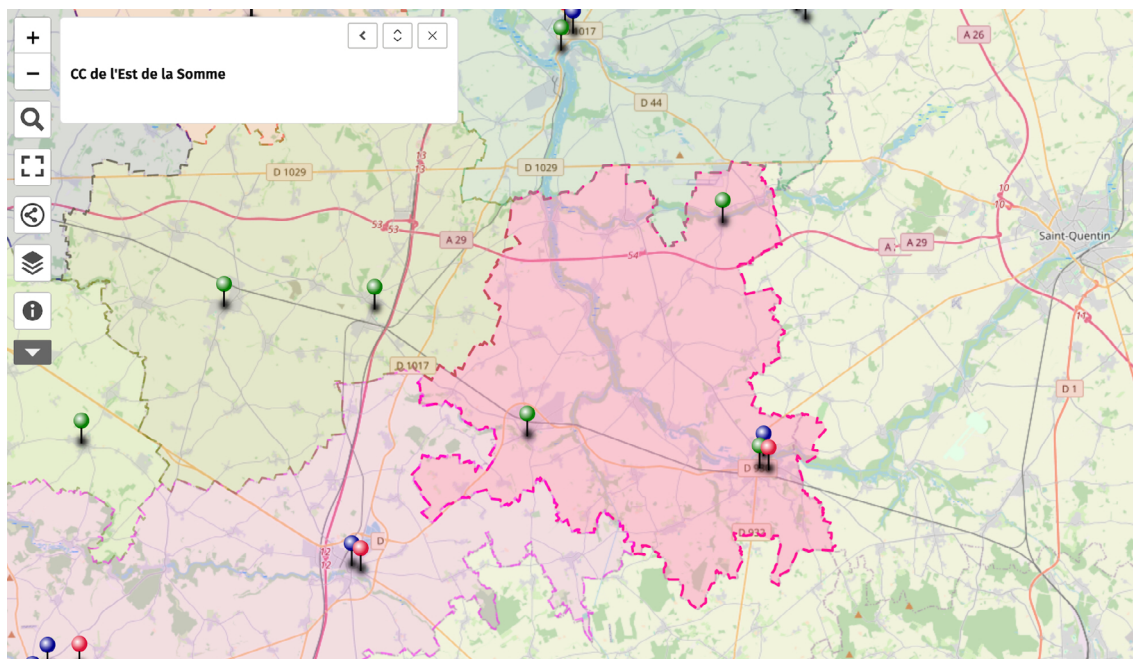 +
−
CC de l'Est de la Somme
1017
A 26
D 44
13
13
D 1029
D 1029
10
10
53
53
A 29
54
A
A 29
Saint-Quentin
11
D 1017
D 1
D
D 932
D
12
12